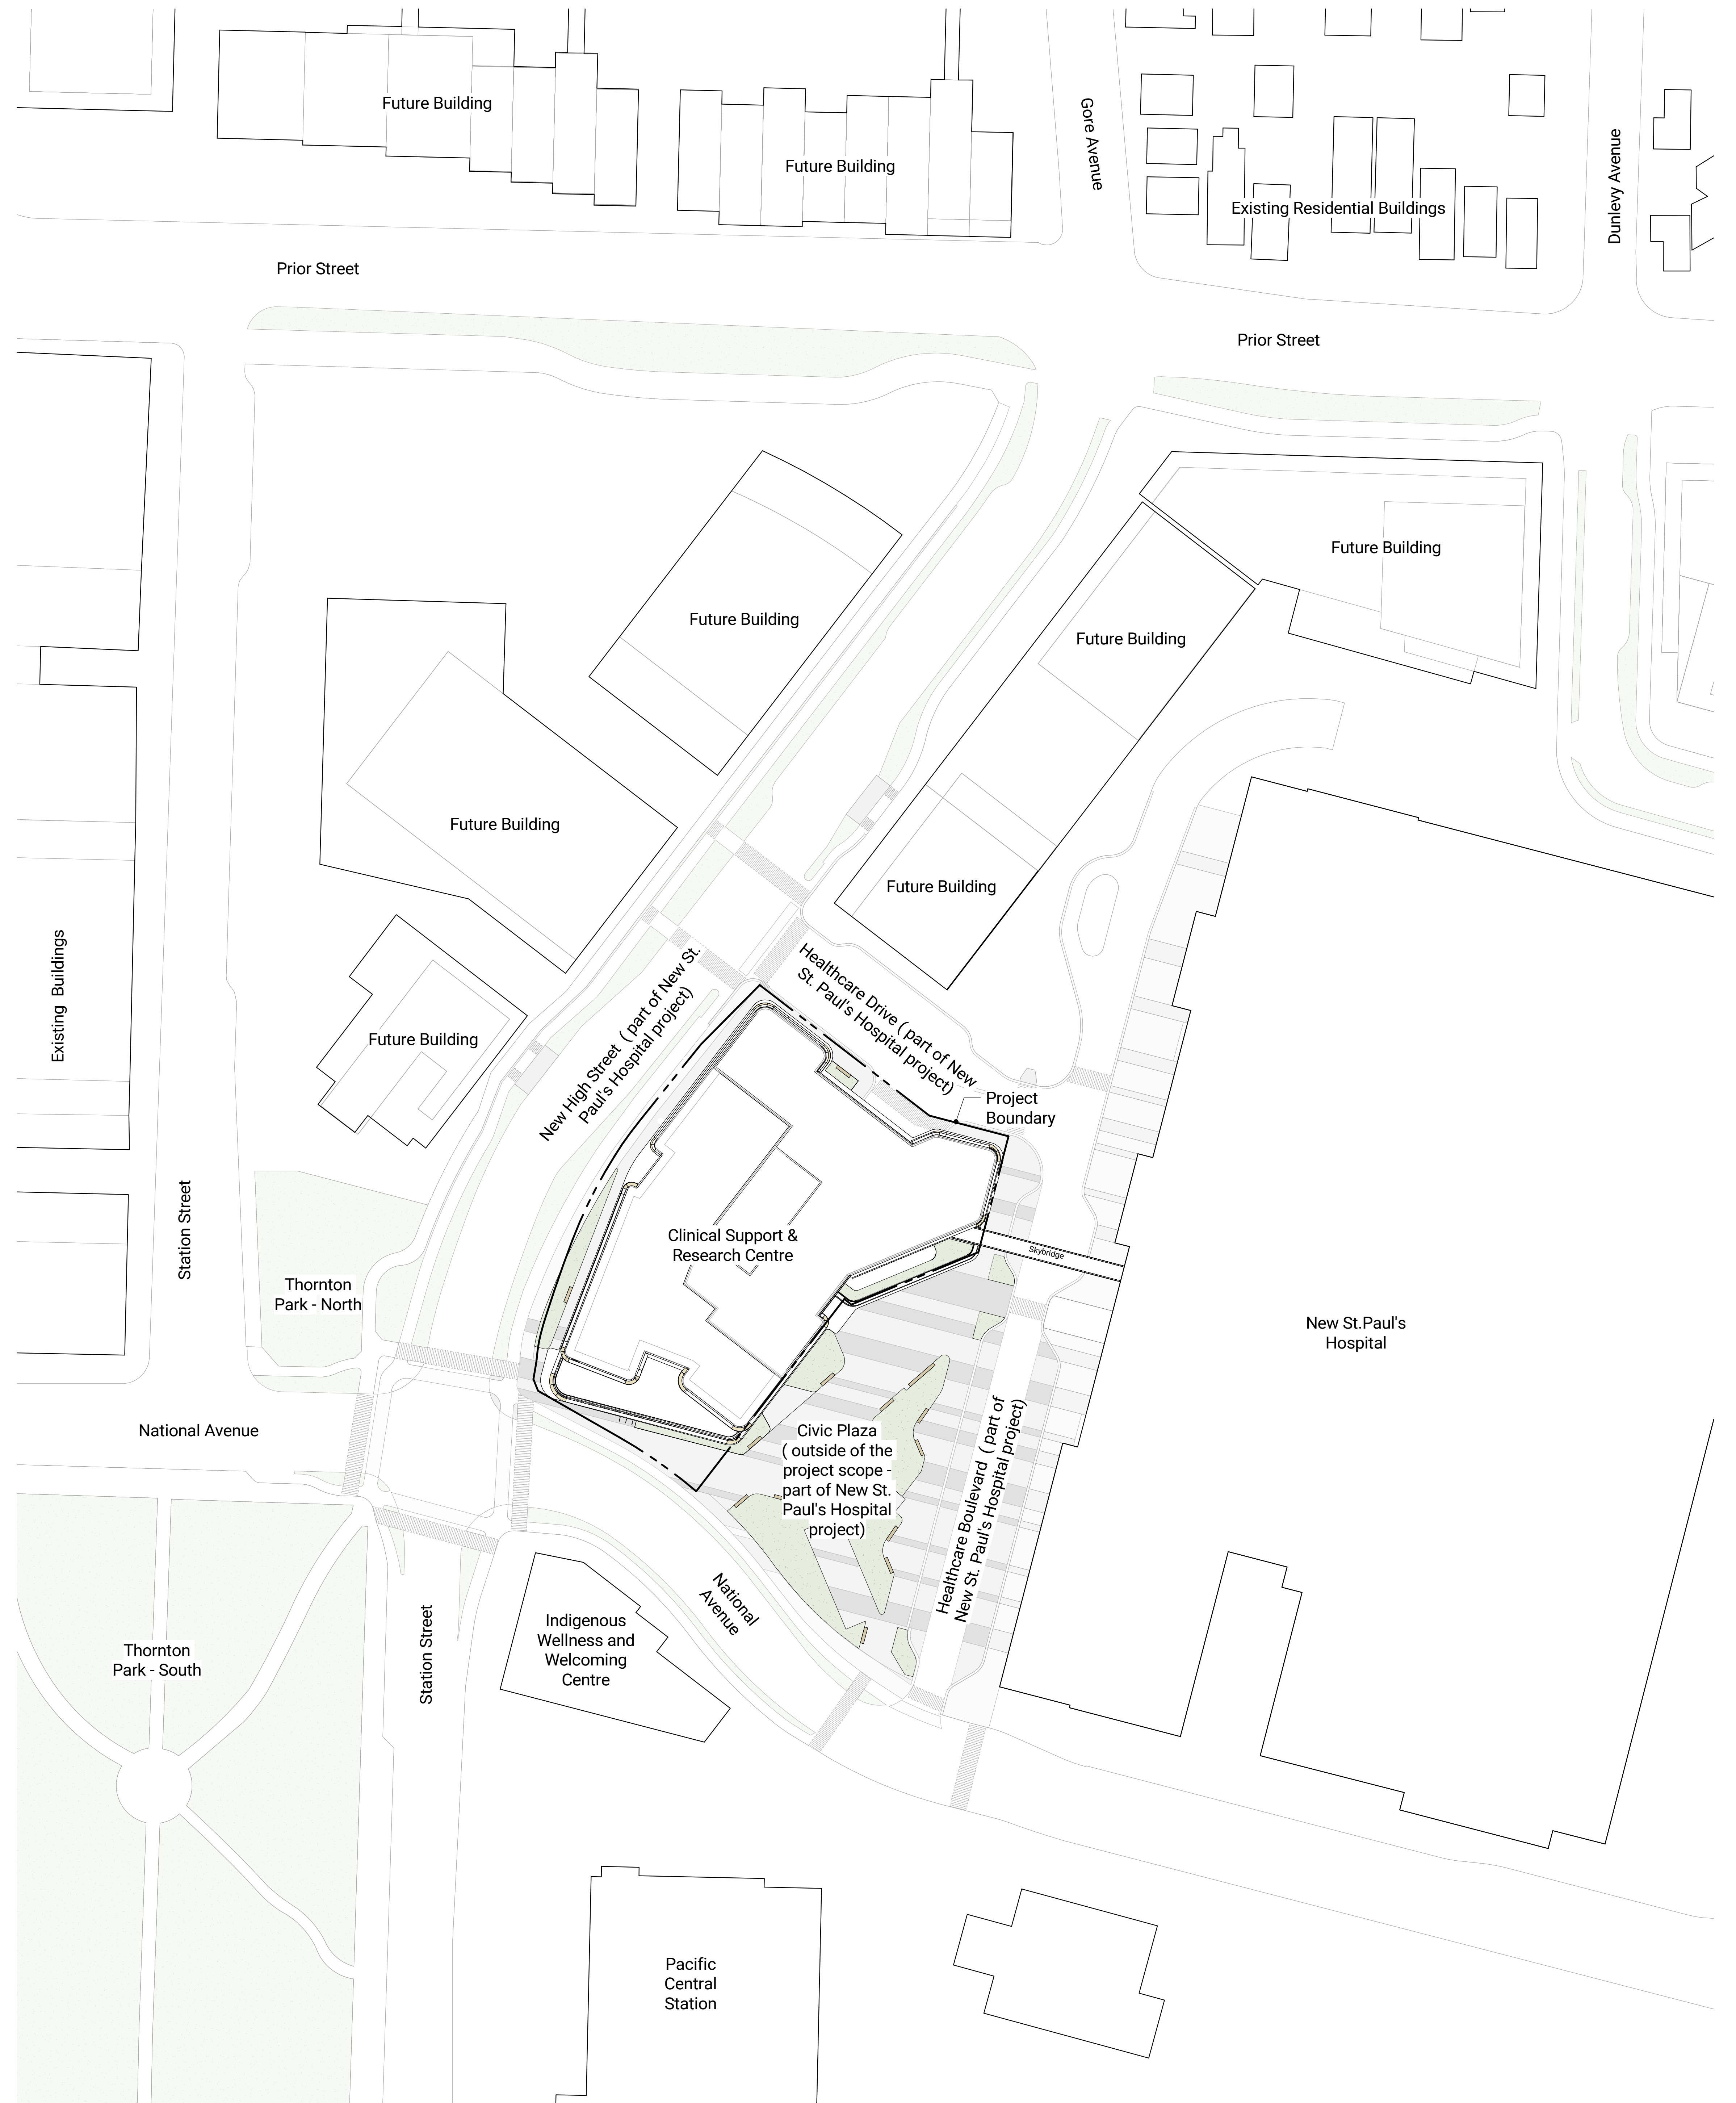 Future Building
Future Building
Gore Avenue
Existing Residential Buildings
Dunlevy Avenue
Prior Street
Prior Street
Future Building
Future Building
Future Building
Future Building
Future Building
Existing Buildings
Future Building
New High Street ( part of New St.
Paul's Hospital project)
Healthcare Drive ( part of New
St. Paul's Hospital project)
Project
Boundary
Station Street
Clinical Support &
Research Centre
Skybridge
Thornton
Park - North
New St.Paul's
Hospital
National Avenue
Civic Plaza
( outside of the
project scope -
part of New St.
Paul's Hospital
project)
Healthcare Boulevard ( part of
New St. Paul's Hospital project)
National
Avenue
Indigenous
Wellness and
Welcoming
Centre
Station Street
Thornton
Park - South
Pacific
Central
Station